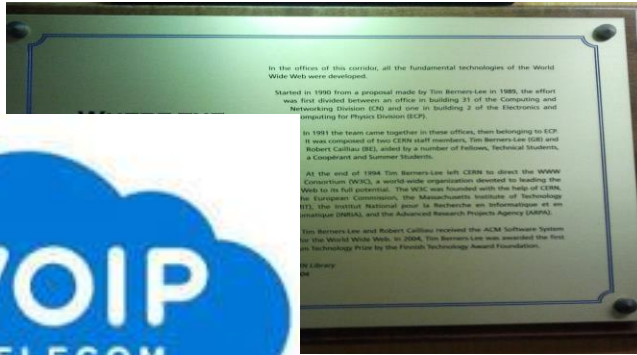 In the offices of this corridor, all the fundamental technologies of the World
Wide Web were developed.
Started in 1990 from a proposal made by Tim Berners-Lee in 1989, the effort
was first divided between an office in building 31 of the Computing and
Networking Division (CN) and one in building 2 of the Electronics and
Computing for Physics Division (ECP).
In 1991 the team came together in these offices, then belonging to ECP.
It was composed of two CERN staff members, Tim Berners-Lee (GB) and
Robert Cailliau (BE), aided by a number of Fellows, Technical Students,
a Coopérant and Summer Students.
At the end of 1994 Tim Berners-Lee left CERN to direct the WWW
Consortium (W3C), a world-wide organization devoted to leading the
Web to its full potential. The W3C was founded with the help of CERN,
the European Commission, the Massachusetts Institute of Technology
(MIT), the Institut National pour la Recherche en Informatique et en
Automatique (INRIA), and the Advanced Research Projects Agency (ARPA).
Tim Berners-Lee and Robert Cailliau received the ACM Software System
for the World Wide Web. In 2004, Tim Berners-Lee was awarded the first
Technology Prize by the Finnish Technology Award Foundation.
Library
VOIP
TELECOM